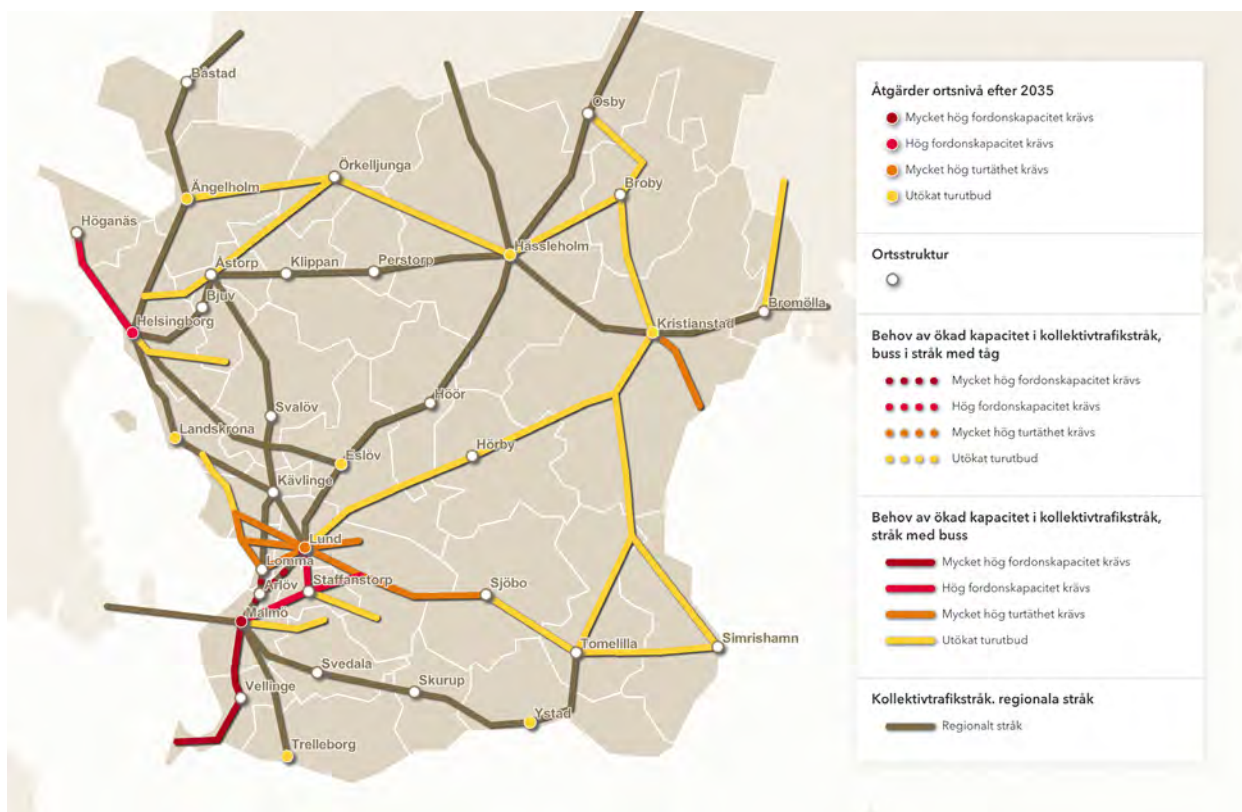 Båstad
Osby
Örkelljunga
Ängelholm
Broby
Höganäs
Hässleholm
Åstorp
Klippan
Perstorp
Bjuv
Bromölla
Helsingborg
Kristianstad
Höör
Svalöv
Landskrona
Hörby
Eslöv
Kävlinge
Lund
Lomma
Staffanstorp
Arlöv
Sjöbo
Malmö
Tomelilla
Simrishamn
Svedala
Skurup
Vellinge
Ystad
Trelleborg
Åtgärder ortsnivå efter 2035
Mycket hög fordonskapacitet krävs
Hög fordonskapacitet krävs
Mycket hög turtäthet krävs
Utökat turutbud
Ortsstruktur
Behov av ökad kapacitet i kollektivtrafikstråk,
buss i stråk med tåg
Mycket hög fordonskapacitet krävs
Hög fordonskapacitet krävs
Mycket hög turtäthet krävs
Utökat turutbud
Behov av ökad kapacitet i kollektivtrafikstråk,
stråk med buss
Mycket hög fordonskapacitet krävs
Hög fordonskapacitet krävs
Mycket hög turtäthet krävs
Utökat turutbud
Kollektivtrafikstråk. regionala stråk
Regionalt stråk